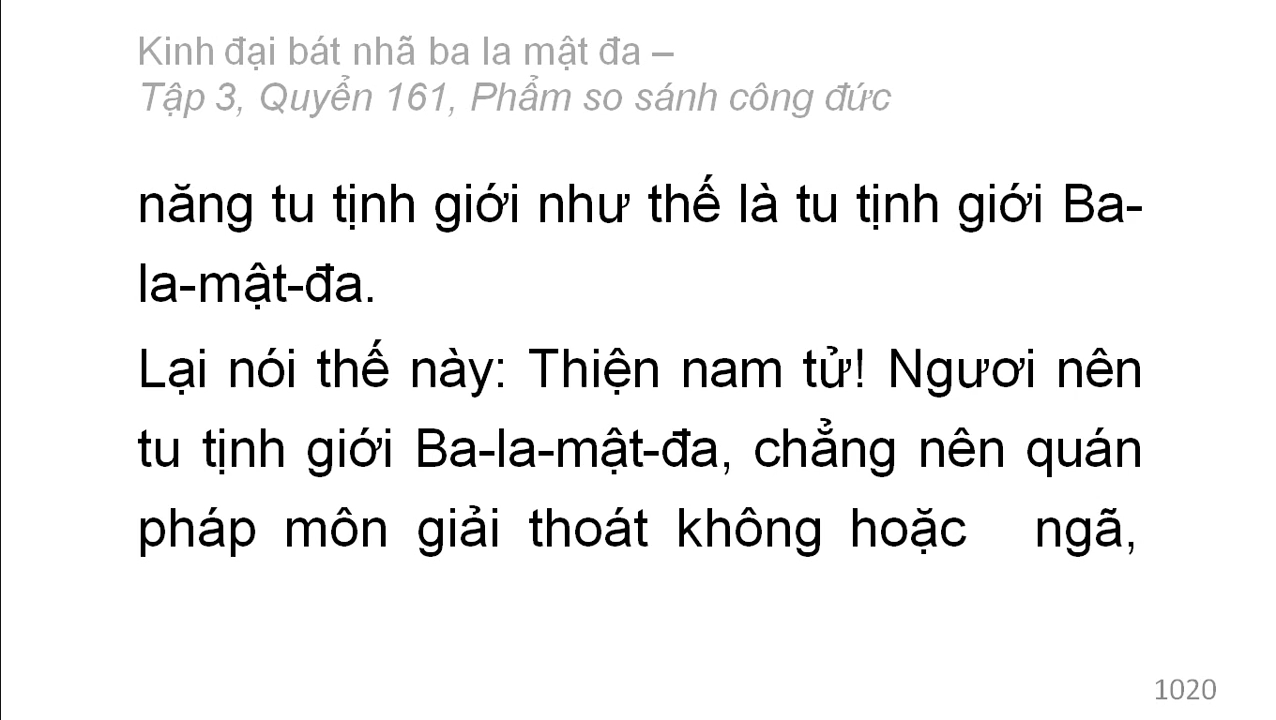 Kinh đại bát nhã ba la mật đa –
Tập 3, Quyển 161, Phẩm so sánh công đức
năng tu tịnh giới như thế là tu tịnh giới Ba-
la-mật-đa.
Lại nói thế này: Thiện nam tử! Ngươi nên
tu tịnh giới Ba-la-mật-đa, chẳng nên quán
pháp môn giải thoát không hoặc ngã,
1020